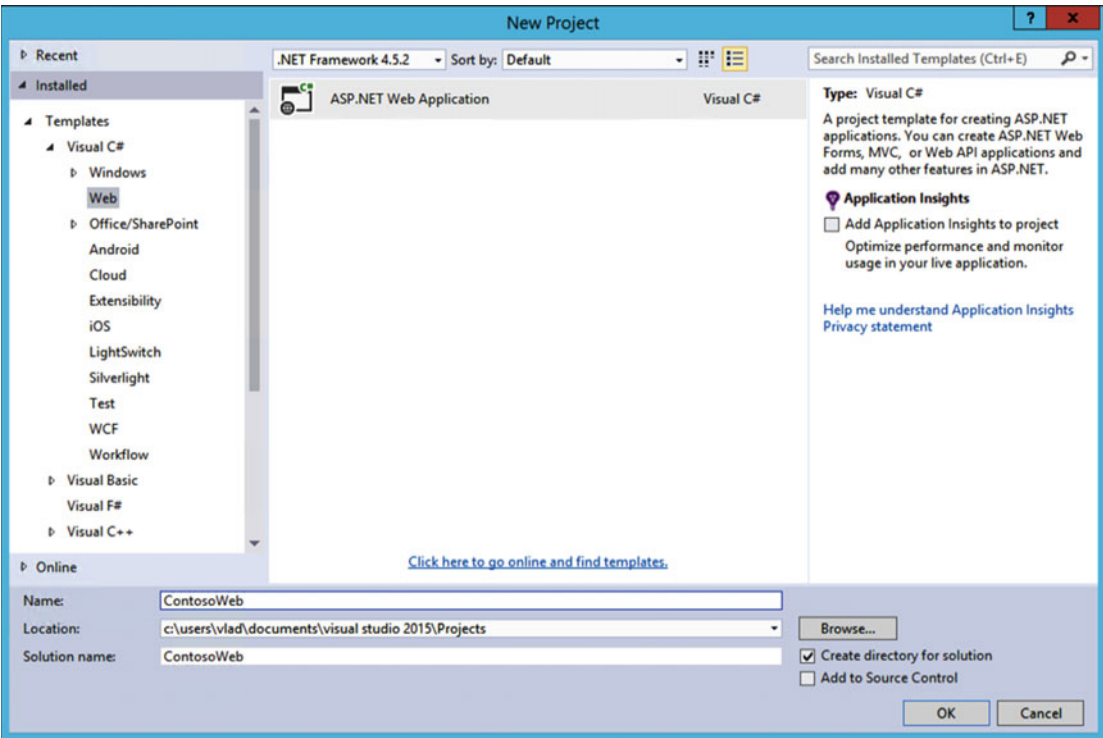 New Project
?
x
Recent
Installed
Templates
Visual C#
Windows
Web
Office/SharePoint
Android
Cloud
Extensibility
iOS
LightSwitch
Silverlight
Test
WCF
Workflow
Visual Basic
Visual F#
Visual C++
Online
.NET Framework 4.5.2 Sort by: Default
C# ASP.NET Web Application Visual C#
Click here to go online and find templates.
Search Installed Templates (Ctrl+E)
Type: Visual C#
A project template for creating ASP.NET
applications. You can create ASP.NET Web
Forms, MVC, or Web API applications and
add many other features in ASP.NET.
Application Insights
Add Application Insights to project
Optimize performance and monitor
usage in your live application.
Help me understand Application Insights
Privacy statement
Name: ContosoWeb
Location: c:\users\vlad\documents\visual studio 2015\Projects Browse...
Solution name: ContosoWeb
Create directory for solution
Add to Source Control
OK Cancel